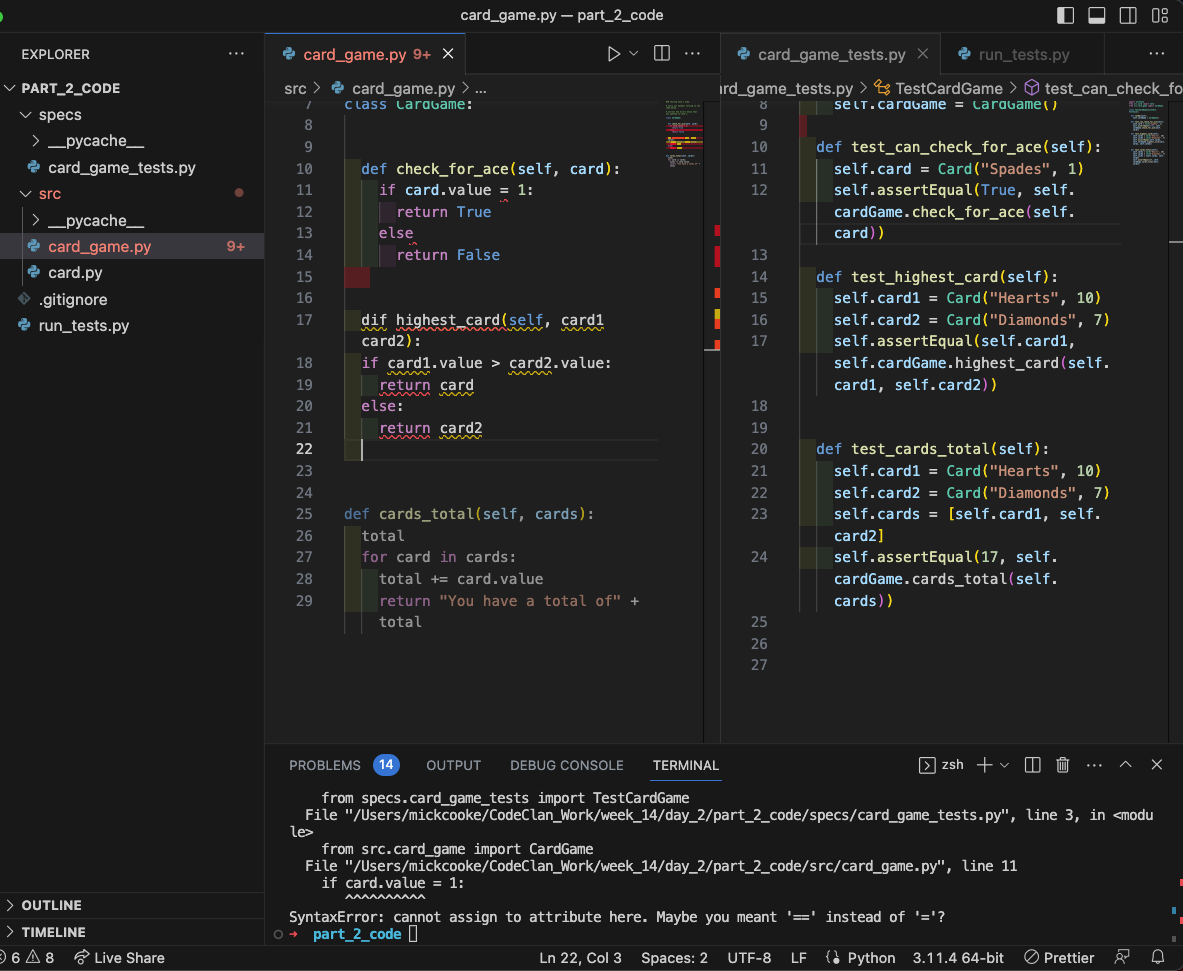 card_game.py — part_2_code
EXPLORER
PART_2_CODE
specs
__pycache__
card_game_tests.py
src
__pycache__
card_game.py 9+
card.py
.gitignore
run_tests.py
OUTLINE
TIMELINE
card_game.py 9+
src > card_game.py > ...
7 class CardGame:
8
9
10 def check_for_ace(self, card):
11 if card.value = 1:
12 return True
13 else
14 return False
15
16
17 dif highest_card(self, card1
card2):
18 if card1.value > card2.value:
19 return card
20 else:
21 return card2
22
23
24
25 def cards_total(self, cards):
26 total
27 for card in cards:
28 total += card.value
29 return "You have a total of" +
total
card_game_tests.py
run_tests.py
rd_game_tests.py > TestCardGame > test_can_check_fo
8 self.cardGame = CardGame()
9
10 def test_can_check_for_ace(self):
11 self.card = Card("Spades", 1)
12 self.assertEqual(True, self.
cardGame.check_for_ace(self.
card))
13
14 def test_highest_card(self):
15 self.card1 = Card("Hearts", 10)
16 self.card2 = Card("Diamonds", 7)
17 self.assertEqual(self.card1,
self.cardGame.highest_card(self.
card1, self.card2))
18
19
20 def test_cards_total(self):
21 self.card1 = Card("Hearts", 10)
22 self.card2 = Card("Diamonds", 7)
23 self.cards = [self.card1, self.
card2]
24 self.assertEqual(17, self.
cardGame.cards_total(self.
cards))
25
26
27
PROBLEMS 14 OUTPUT DEBUG CONSOLE TERMINAL
zsh
from specs.card_game_tests import TestCardGame
File "/Users/mickcooke/CodeClan_Work/week_14/day_2/part_2_code/specs/card_game_tests.py", line 3, in <modu
le>
from src.card_game import CardGame
File "/Users/mickcooke/CodeClan_Work/week_14/day_2/part_2_code/src/card_game.py", line 11
if card.value = 1:
^^^^^^^^^^
SyntaxError: cannot assign to attribute here. Maybe you meant '==' instead of '='?
→ part_2_code
6 8 Live Share Ln 22, Col 3 Spaces: 2 UTF-8 LF Python 3.11.4 64-bit Prettier